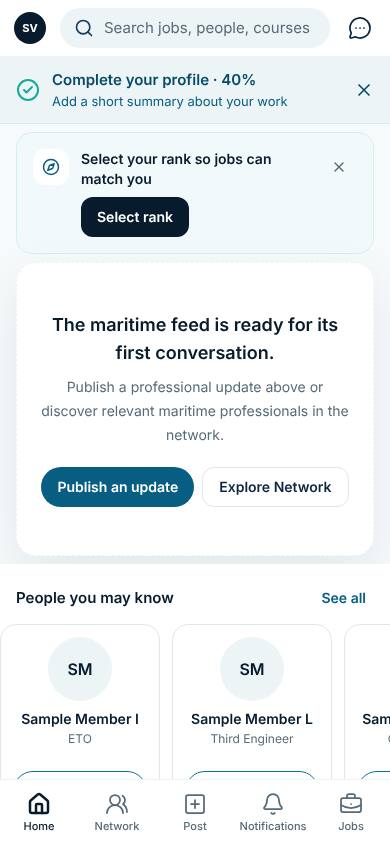 SV
Search jobs, people, courses
Complete your profile · 40%
Add a short summary about your work
Select your rank so jobs can
match you
Select rank
The maritime feed is ready for its
first conversation.
Publish a professional update above or
discover relevant maritime professionals in the
network.
Publish an update
Explore Network
People you may know
See all
SM
SM
Sample Member I
Sample Member L
Sam
ETO
Third Engineer
Home
Network
Post
Notifications
Jobs